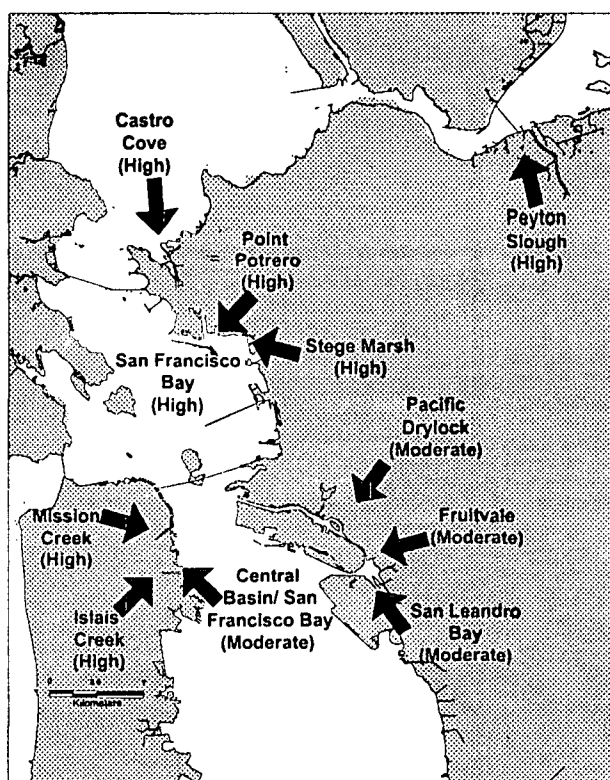 Castro
Cove
(High)
Peyton
Slough
(High)
Point
Potrero
(High)
Stege Marsh
(High)
San Francisco
Bay
(High)
Pacific
Drylock
(Moderate)
Mission
Creek
(High)
Fruitvale
(Moderate)
Central
Basin/ San
Francisco Bay
(Moderate)
Islais
Creek
(High)
San Leandro
Bay
(Moderate)
Kilometers